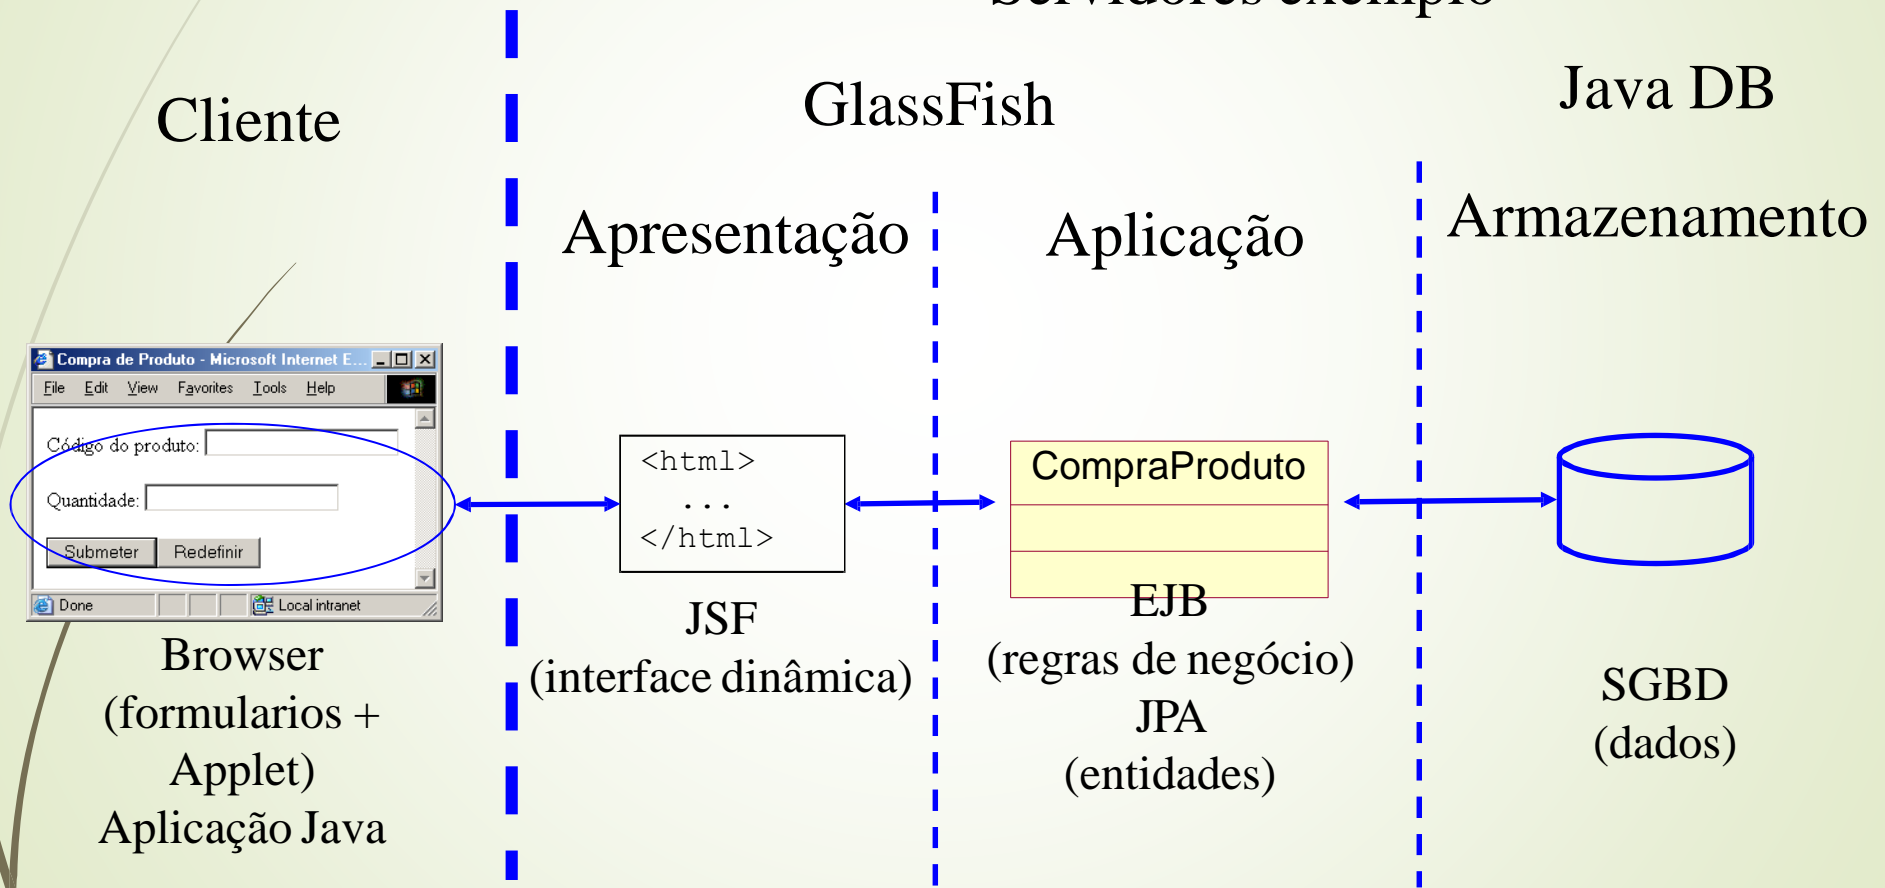 Servidores exemplo
Cliente
GlassFish
Java DB
Apresentação
Aplicação
Armazenamento
Compra de Produto - Microsoft Internet E...
File Edit View Favorites Tools Help
Código do produto:
Quantidade:
Submeter Redefinir
Done Local intranet
Browser
(formularios +
Applet)
Aplicação Java
<html>
...
</html>
JSF
(interface dinâmica)
CompraProduto
EJB
(regras de negócio)
JPA
(entidades)
SGBD
(dados)